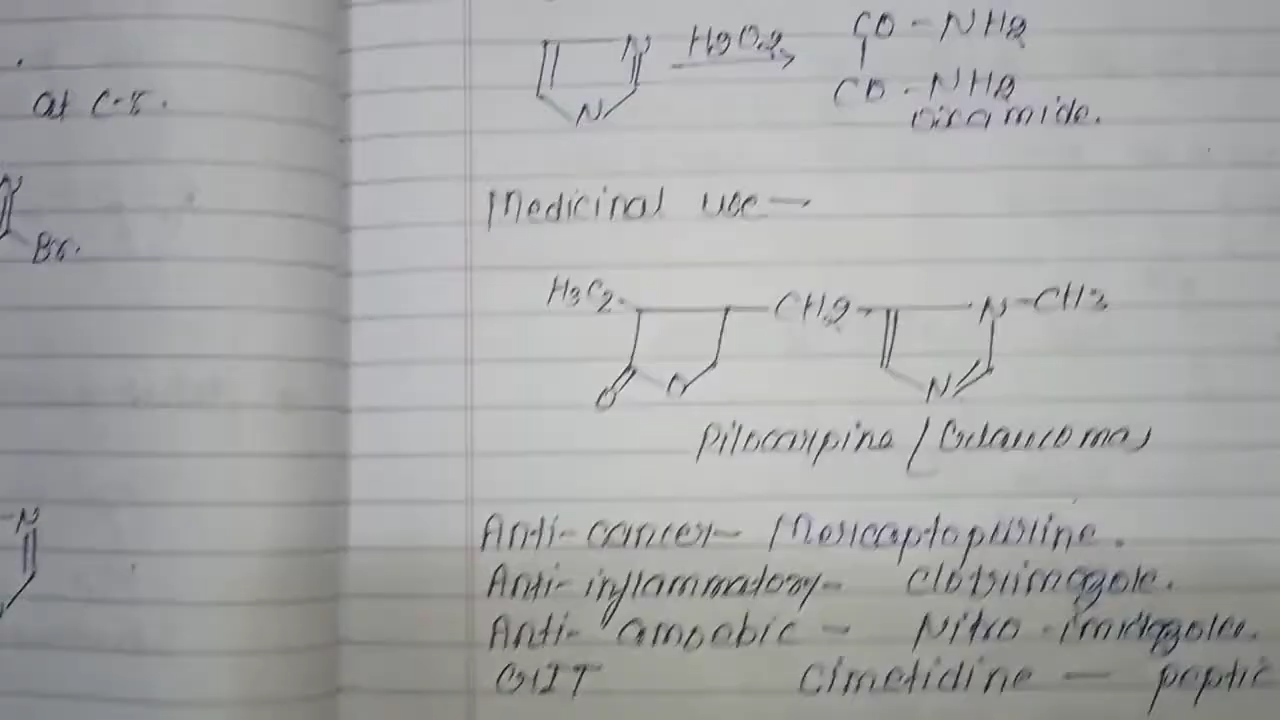 N H2O2 CO-NH2
at C-5. N CO-NH2
oxamide.
N
Medicinal use —
Br.
H3C2 CH2 N-CH3
O N N
Pilocarpine (Glaucoma)
N
Anti-cancer- Mercaptopurine.
Anti-inflammatory- Clotrimazole.
Anti-amoebic - Nitro-imidazoles.
GIT Cimetidine — peptic